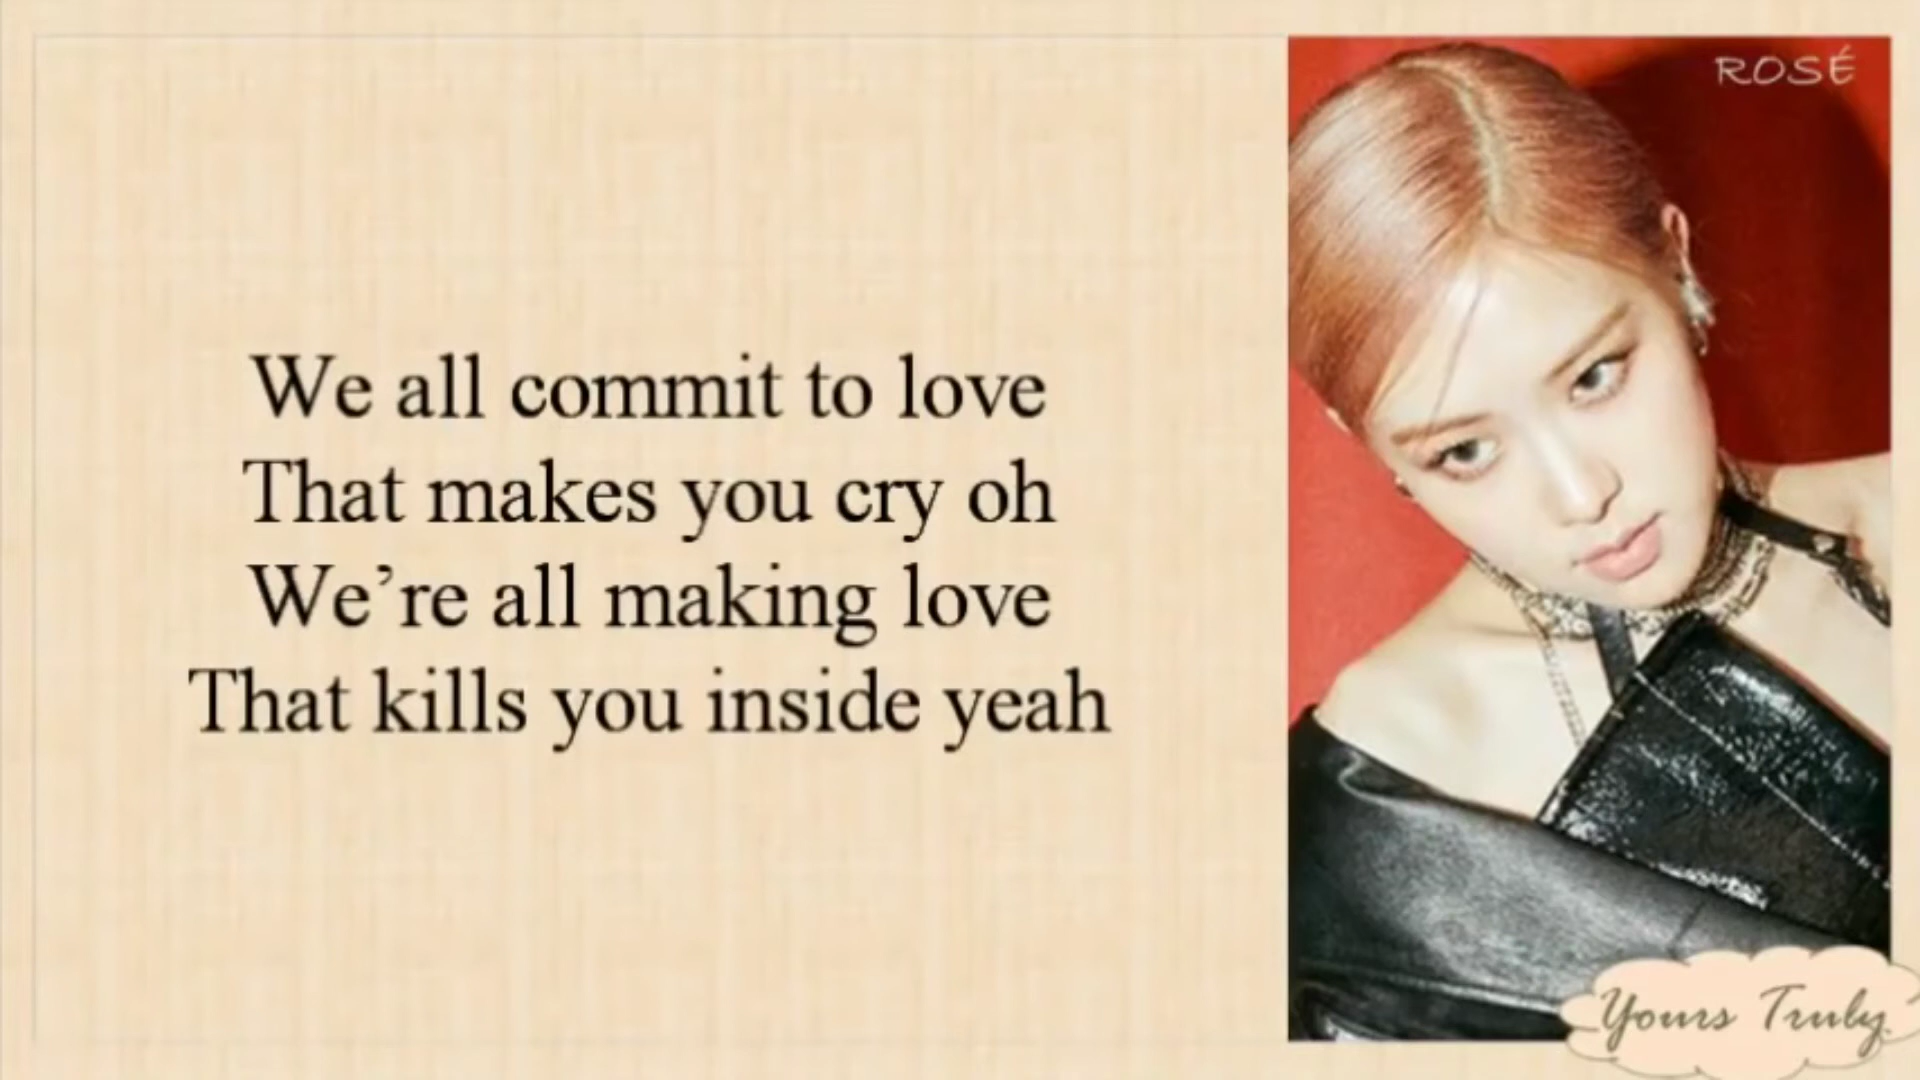 We all commit to love
That makes you cry oh
We’re all making love
That kills you inside yeah
ROSÉ
Yours Truly